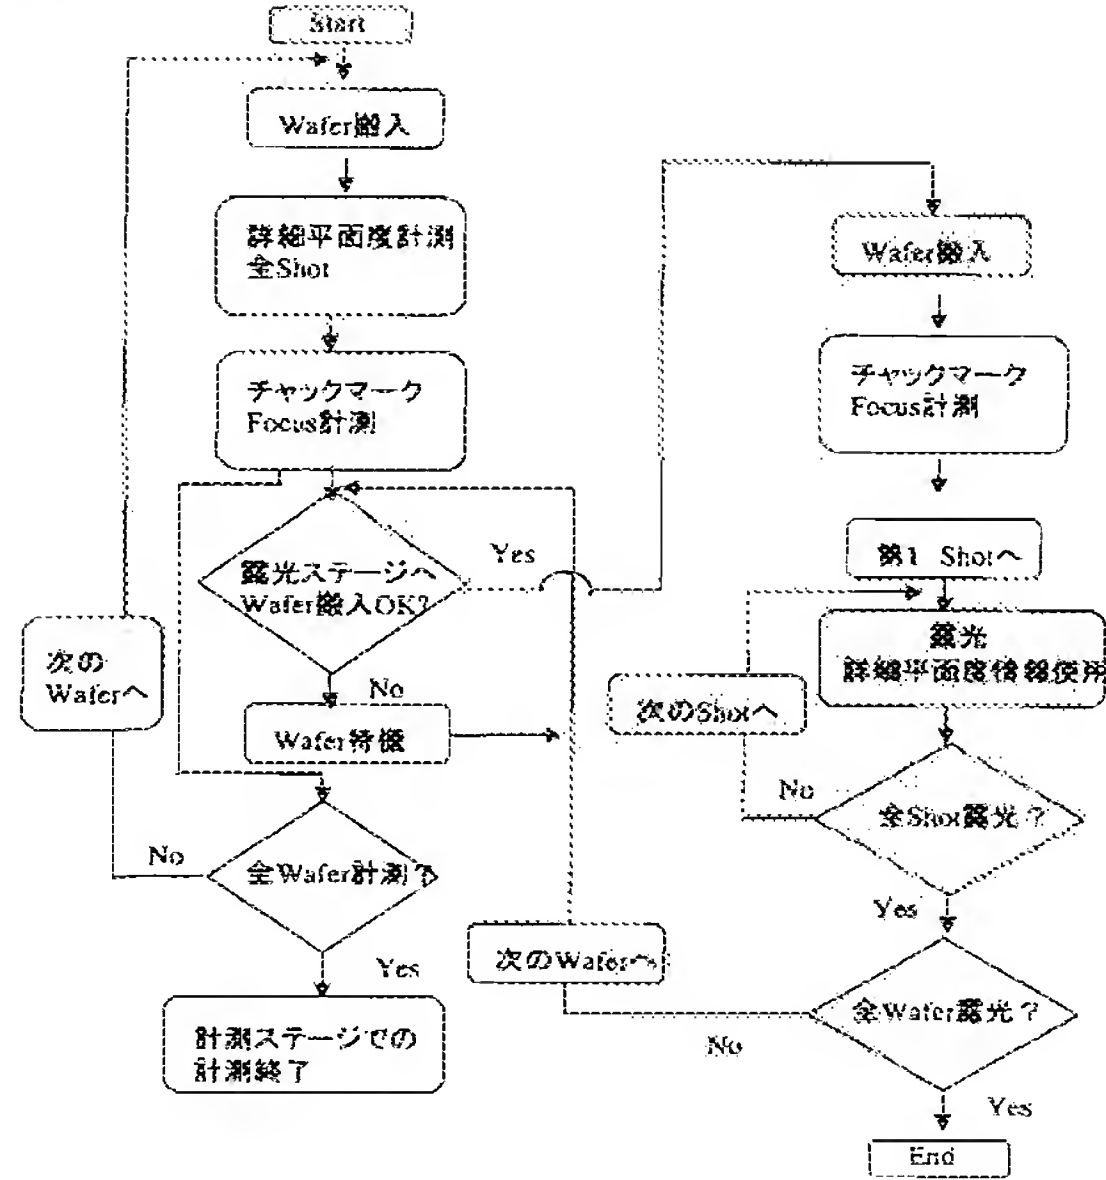 Start
Wafer搬入
詳細平面度計測
全Shot
チャックマーク
Focus計測
露光ステージへ
Wafer搬入OK?
Yes
No
Wafer待機
次の
Waferへ
No
全Wafer計測？
Yes
計測ステージでの
計測終了
Wafer搬入
チャックマーク
Focus計測
第1 Shotへ
露光
詳細平面度情報使用
次のShotへ
No
全Shot露光？
Yes
次のWaferへ
全Wafer露光？
No
Yes
End